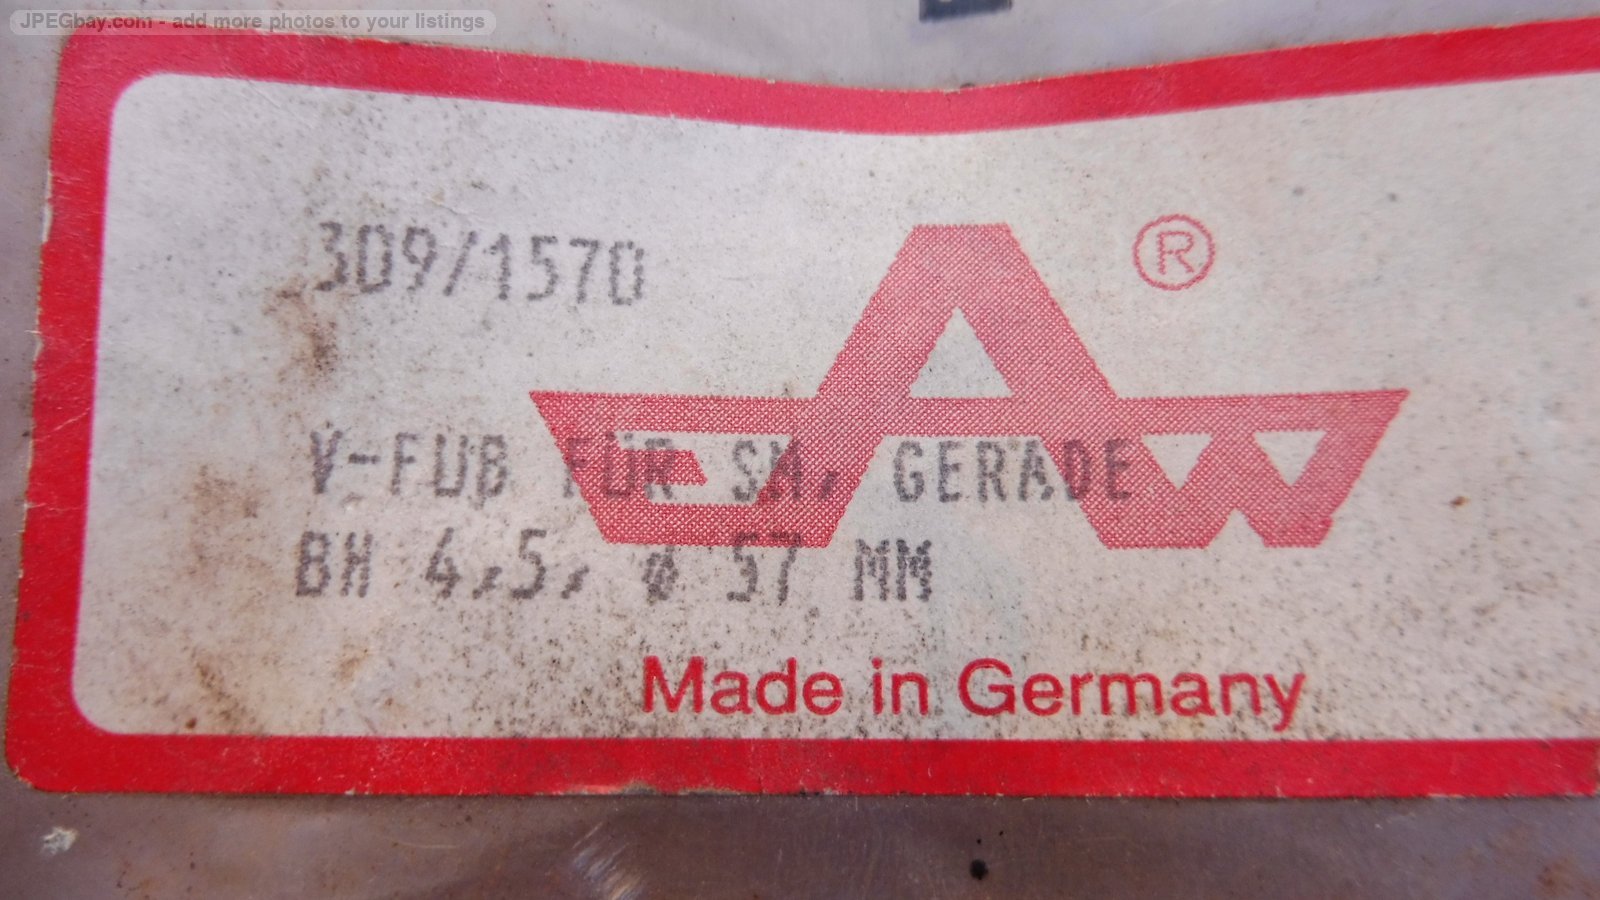 JPEGbay.com - add more photos to your listings
309/1570
®
V-FUß FÜR SM, GERADE
BH 4,5, ø 57 MM
Made in Germany